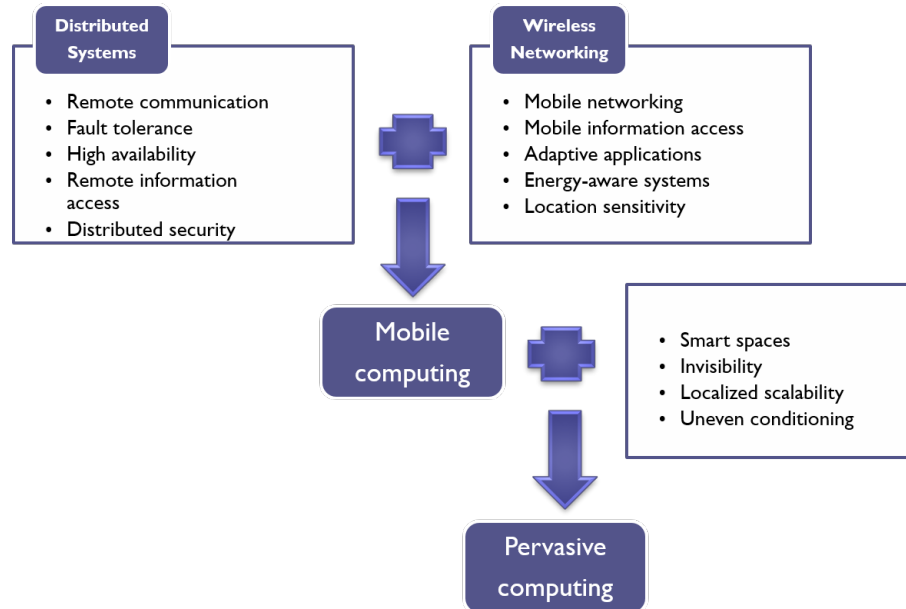 Distributed
Systems
• Remote communication
• Fault tolerance
• High availability
• Remote information
access
• Distributed security
Wireless
Networking
• Mobile networking
• Mobile information access
• Adaptive applications
• Energy-aware systems
• Location sensitivity
Mobile
computing
• Smart spaces
• Invisibility
• Localized scalability
• Uneven conditioning
Pervasive
computing